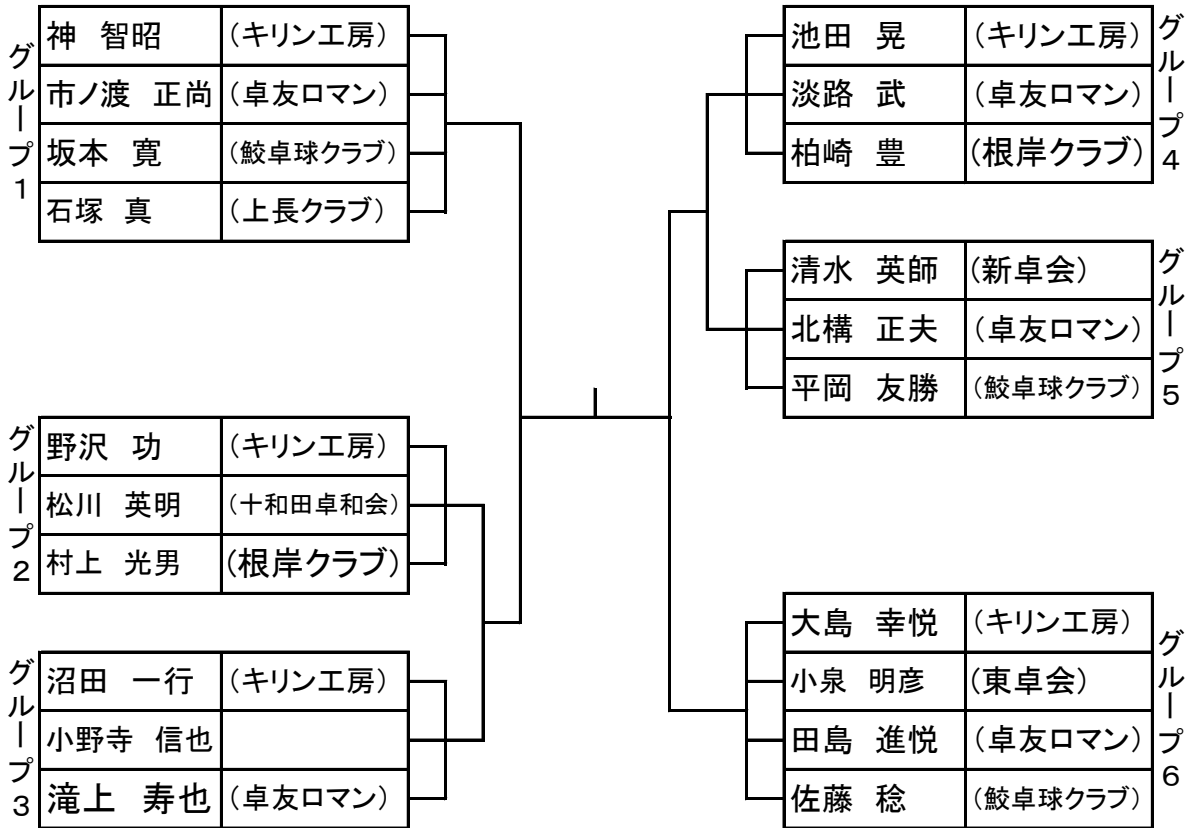 グループ1
神　智昭　（キリン工房）
市ノ渡　正尚　（卓友ロマン）
坂本　寛　（鮫卓球クラブ）
石塚　真　（上長クラブ）
グループ2
野沢　功　（キリン工房）
松川　英明　（十和田卓和会）
村上　光男　（根岸クラブ）
グループ3
沼田　一行　（キリン工房）
小野寺　信也
滝上　寿也　（卓友ロマン）
グループ4
池田　晃　（キリン工房）
淡路　武　（卓友ロマン）
柏崎　豊　（根岸クラブ）
グループ5
清水　英師　（新卓会）
北構　正夫　（卓友ロマン）
平岡　友勝　（鮫卓球クラブ）
グループ6
大島　幸悦　（キリン工房）
小泉　明彦　（東卓会）
田島　進悦　（卓友ロマン）
佐藤　稔　（鮫卓球クラブ）